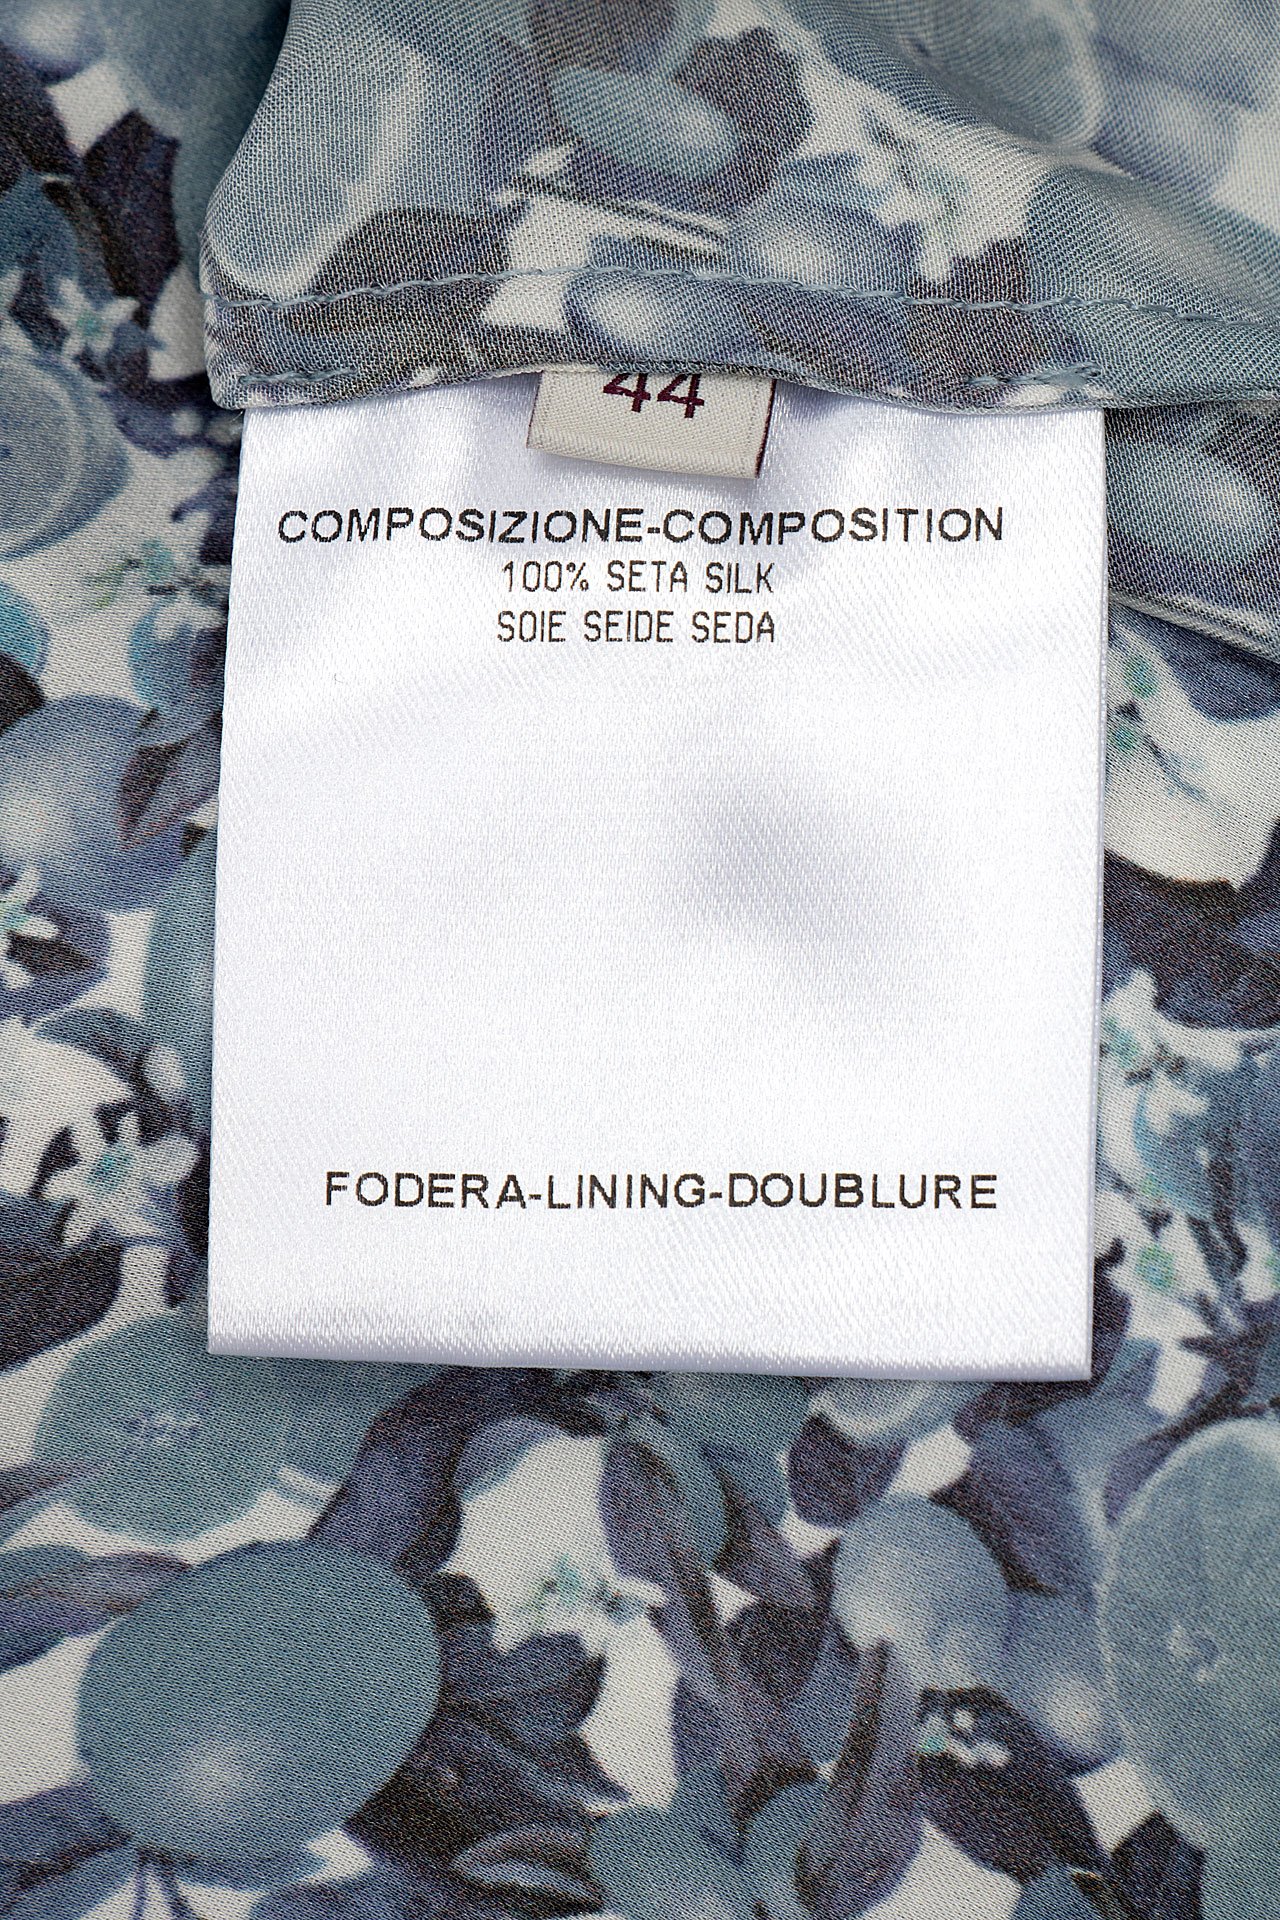 44
COMPOSIZIONE-COMPOSITION
100% SETA SILK
SOIE SEIDE SEDA
FODERA-LINING-DOUBLURE